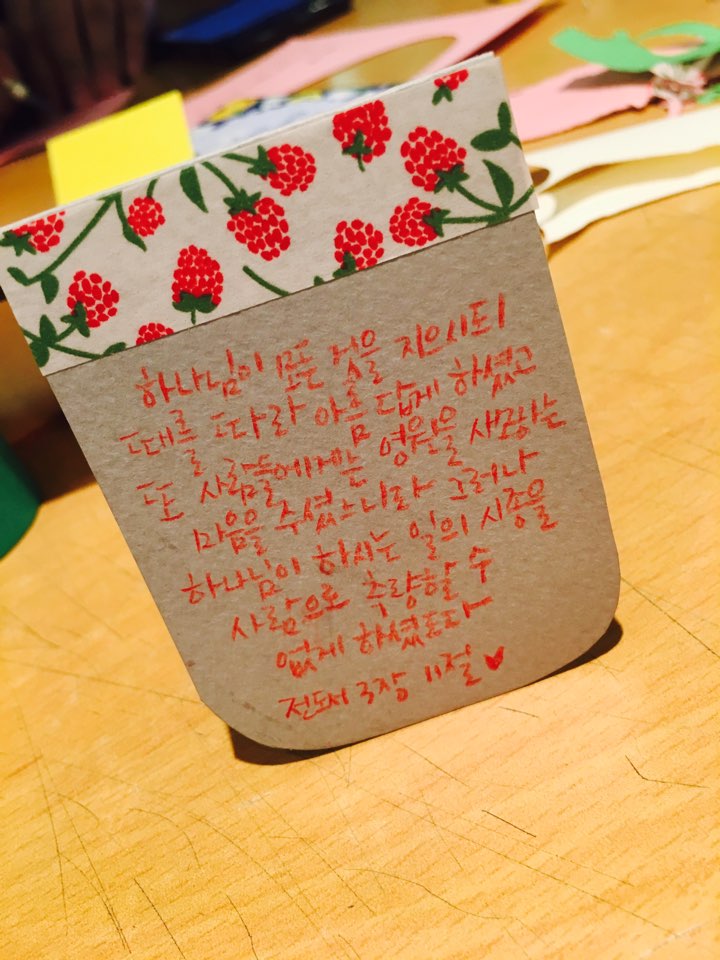 하나님이 모든 것을 지으시되
때를 따라 아름답게 하셨고
또 사람들에게는 영원을 사모하는
마음을 주셨느니라 그러나
하나님이 하시는 일의 시종을
사람으로 측량할 수
없게 하셨도다
전도서 3장 11절 ♥